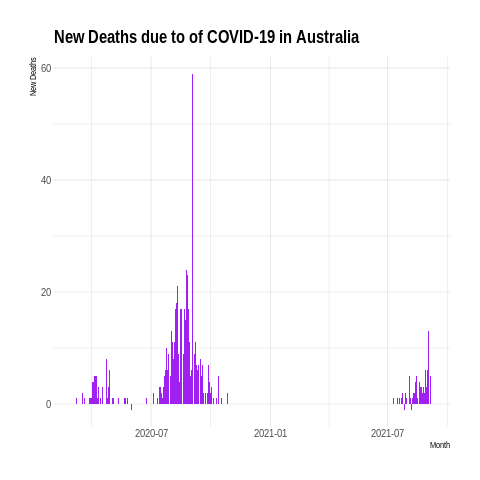 New Deaths due to of COVID-19 in Australia
New Deaths
60
40
20
0
2020-07
2021-01
2021-07
Month